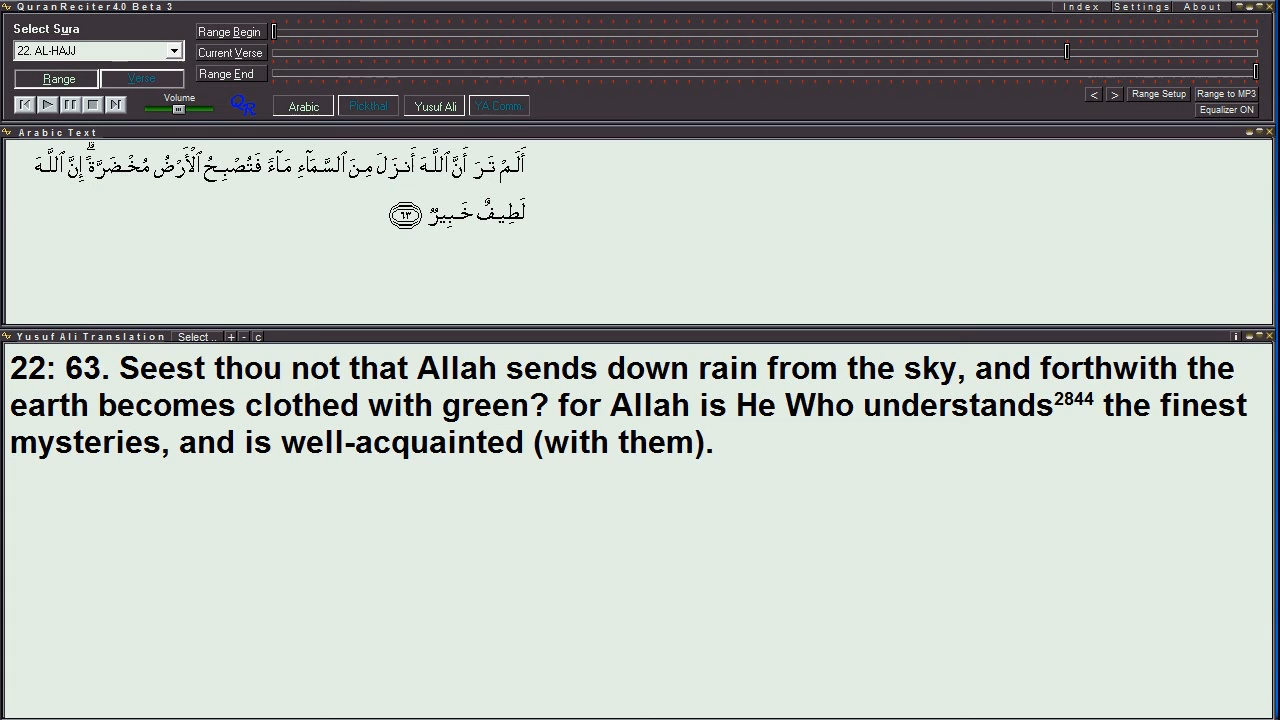 QuranReciter4.0 Beta 3
Index Settings About
Select Sura
22. AL-HAJJ
Range Verse
Volume
Range Begin
Current Verse
Range End
QR
Arabic Pickthal Yusuf Ali YA Comm.
< > Range Setup Range to MP3
Equalizer ON
Arabic Text
أَلَمْ تَرَ أَنَّ ٱللَّهَ أَنزَلَ مِنَ ٱلسَّمَآءِ مَآءً فَتُصْبِحُ ٱلْأَرْضُ مُخْضَرَّةً ۗ إِنَّ ٱللَّهَ
لَطِيفٌ خَبِيرٌ ٦٣
Yusuf Ali Translation Select .. + - c i
22: 63. Seest thou not that Allah sends down rain from the sky, and forthwith the
earth becomes clothed with green? for Allah is He Who understands2844 the finest
mysteries, and is well-acquainted (with them).